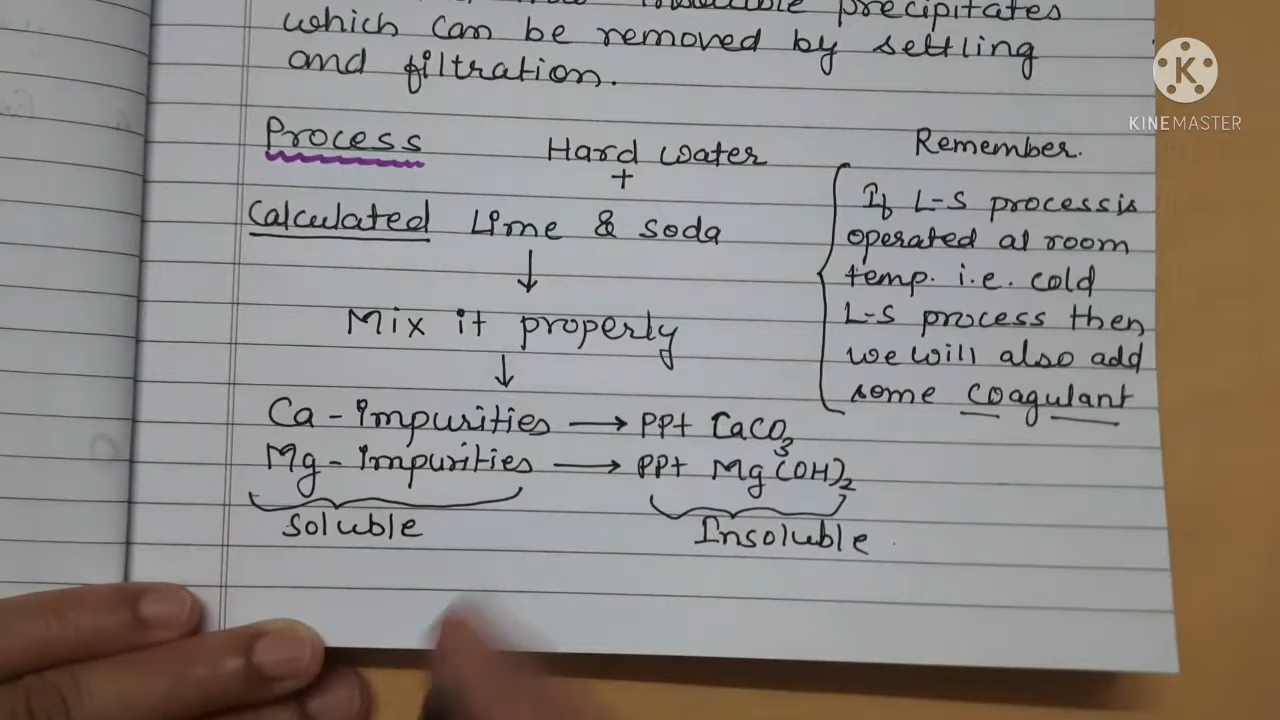 precipitates
which can be removed by settling
and filtration.
Process
Hard water
+
Calculated Lime & soda
↓
Mix it properly
↓
Ca - Impurities → PPt CaCO3
Mg - Impurities → PPt Mg(OH)2
Soluble
Insoluble
Remember.
If L-S process is
operated at room
temp. i.e. cold
L-S process then
we will also add
some coagulant
K
KINEMASTER